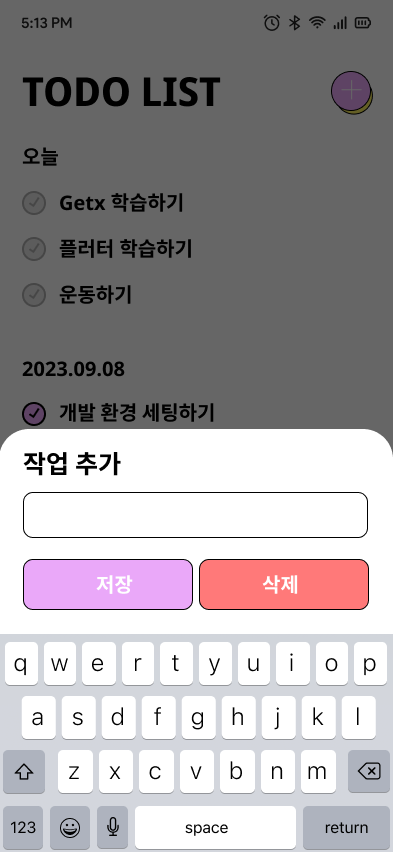 5:13 PM
TODO LIST
오늘
Getx 학습하기
플러터 학습하기
운동하기
2023.09.08
개발 환경 세팅하기
작업 추가
저장 삭제
q w e r t y u i o p
a s d f g h j k l
z x c v b n m
123 space return